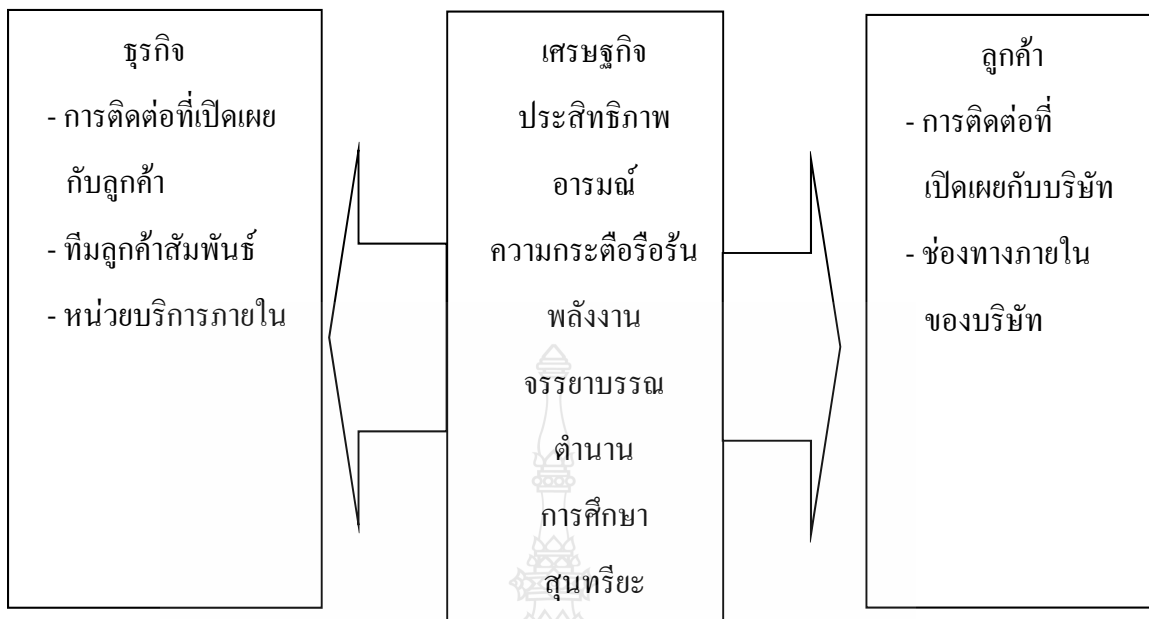 ธุรกิจ
- การติดต่อที่เปิดเผย
กับลูกค้า
- ทีมลูกค้าสัมพันธ์
- หน่วยบริการภายใน
เศรษฐกิจ
ประสิทธิภาพ
อารมณ์
ความกระตือรือร้น
พลังงาน
จรรยาบรรณ
ตำนาน
การศึกษา
สุนทรียะ
ลูกค้า
- การติดต่อที่
เปิดเผยกับบริษัท
- ช่องทางภายใน
ของบริษัท